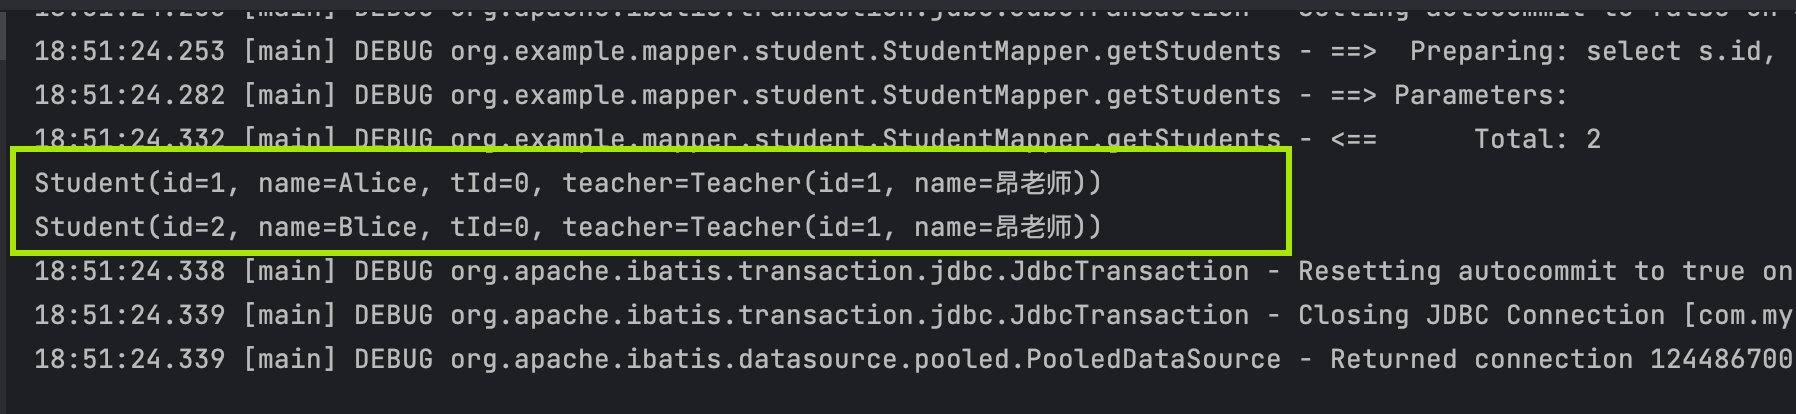 18:51:24.253 [main] DEBUG org.example.mapper.student.StudentMapper.getStudents - ==>  Preparing: select s.id,
18:51:24.282 [main] DEBUG org.example.mapper.student.StudentMapper.getStudents - ==> Parameters:
18:51:24.332 [main] DEBUG org.example.mapper.student.StudentMapper.getStudents - <==      Total: 2
Student(id=1, name=Alice, tId=0, teacher=Teacher(id=1, name=昂老师))
Student(id=2, name=Blice, tId=0, teacher=Teacher(id=1, name=昂老师))
18:51:24.338 [main] DEBUG org.apache.ibatis.transaction.jdbc.JdbcTransaction - Resetting autocommit to true on
18:51:24.339 [main] DEBUG org.apache.ibatis.transaction.jdbc.JdbcTransaction - Closing JDBC Connection [com.my
18:51:24.339 [main] DEBUG org.apache.ibatis.datasource.pooled.PooledDataSource - Returned connection 124486700